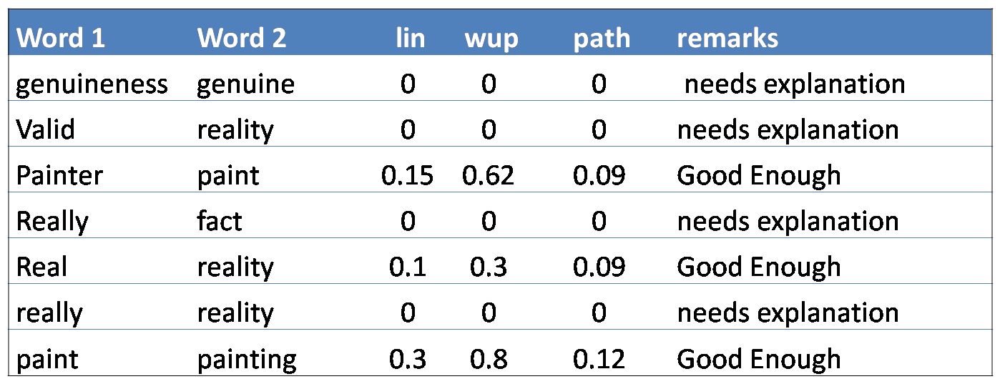 Word 1 Word 2 lin wup path remarks
genuineness genuine 0 0 0 needs explanation
Valid reality 0 0 0 needs explanation
Painter paint 0.15 0.62 0.09 Good Enough
Really fact 0 0 0 needs explanation
Real reality 0.1 0.3 0.09 Good Enough
really reality 0 0 0 needs explanation
paint painting 0.3 0.8 0.12 Good Enough